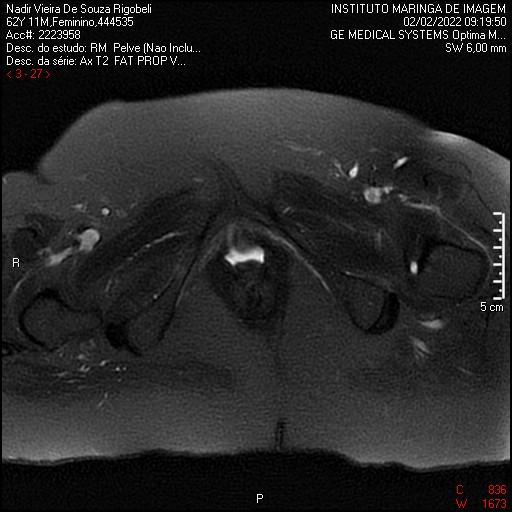 Nadir Vieira De Souza Rigobeli
62Y 11M,Feminino,444535
Acc#: 2223958
Desc. do estudo: RM Pelve (Nao Inclu...
Desc. da série: Ax T2 FAT PROP V...
< 3 - 27 >
INSTITUTO MARINGA DE IMAGEM
02/02/2022 09:19:50
GE MEDICAL SYSTEMS Optima M...
SW 6,00 mm
R
5 cm
P
C 836
W 1673